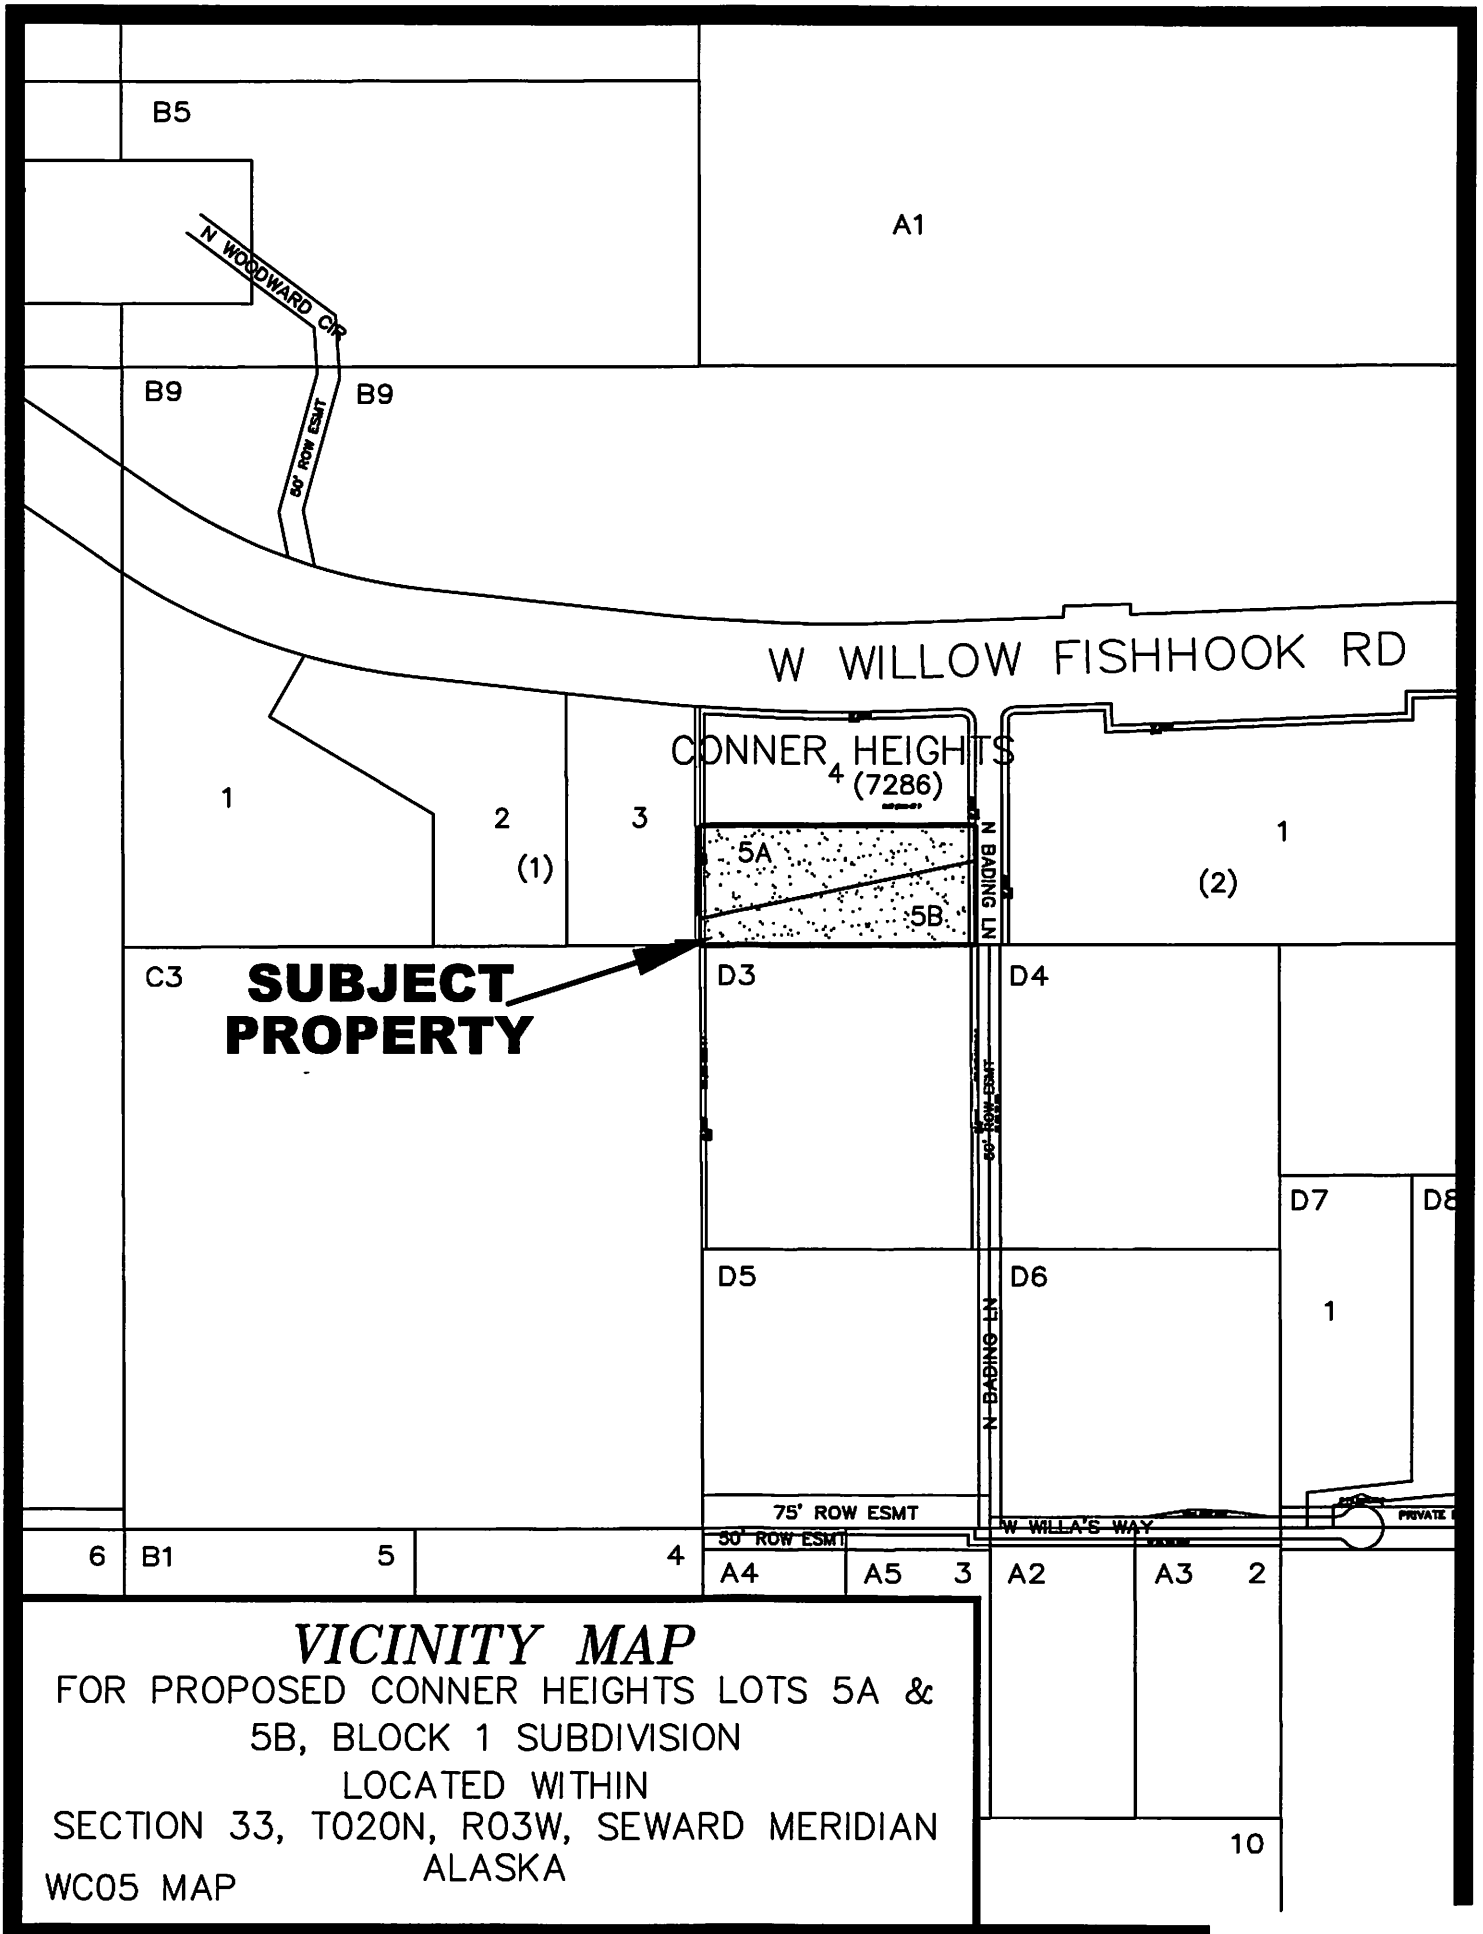 B5
A1
N WOODWARD CIR
B9
B9
50' ROW ESMT
W WILLOW FISHHOOK RD
CONNER HEIGHTS
4
(7286)
1
2
3
(1)
5A
5B
N BADING LN
1
(2)
C3
SUBJECT
PROPERTY
D3
D4
50' ROW ESMT
D7
D8
D5
D6
1
N BADING LN
75' ROW ESMT
W WILLA'S WAY
PRIVATE
50' ROW ESMT
6
B1
5
4
A4
A5
3
A2
A3
2
VICINITY MAP
FOR PROPOSED CONNER HEIGHTS LOTS 5A &
5B, BLOCK 1 SUBDIVISION
LOCATED WITHIN
SECTION 33, T020N, R03W, SEWARD MERIDIAN
ALASKA
WC05 MAP
10